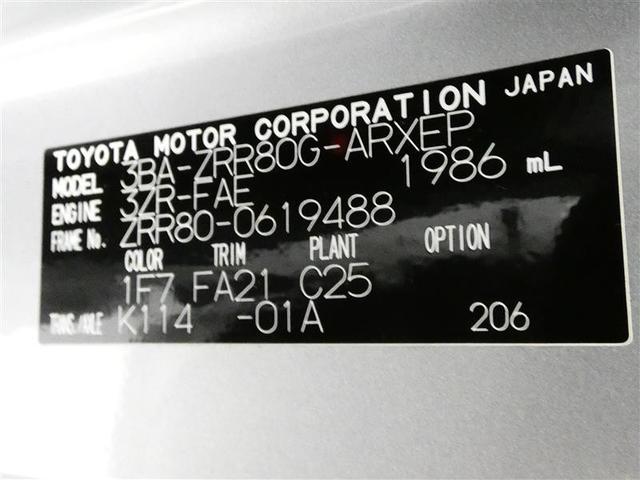 TOYOTA MOTOR CORPORATION JAPAN
MODEL 3BA-ZRR80G-ARXEP
ENGINE 3ZR-FAE 1986 mL
FRAME No. ZRR80-0619488
COLOR TRIM PLANT OPTION
1F7 FA21 C25
TRANS./AXLE K114 -01A 206